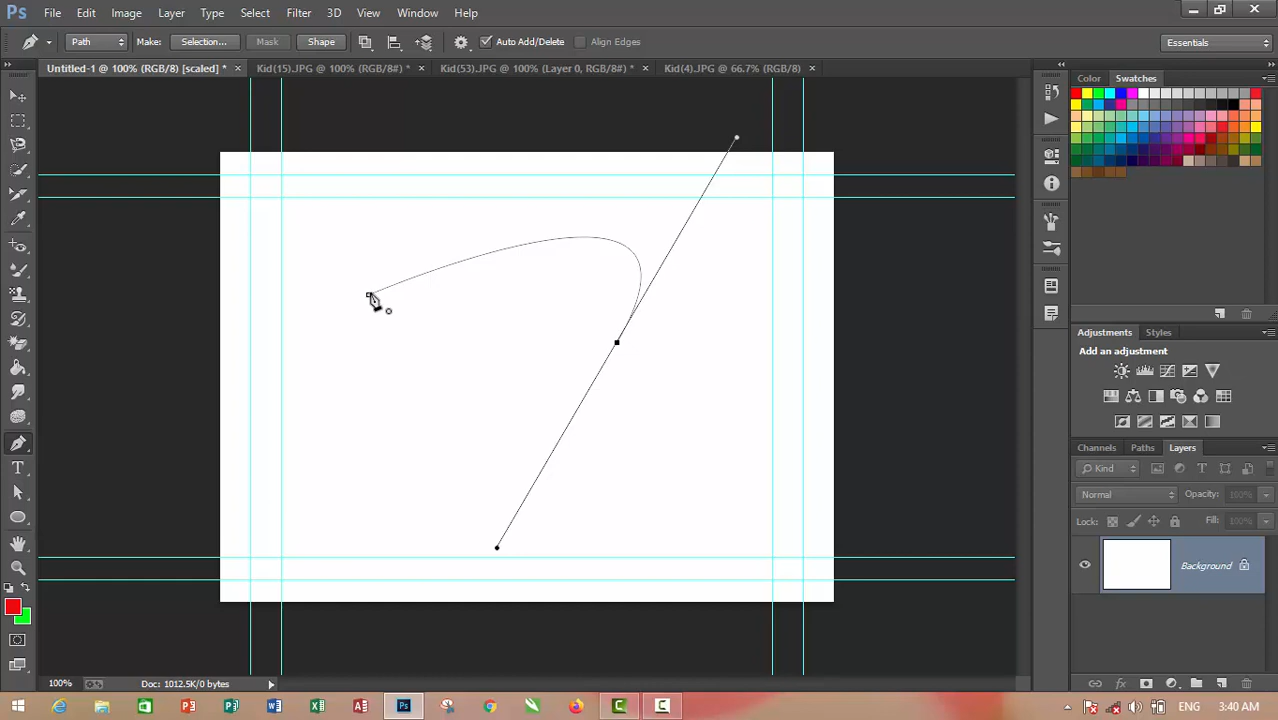 Ps File Edit Image Layer Type Select Filter 3D View Window Help
Path Make: Selection... Mask Shape Auto Add/Delete Align Edges Essentials
Untitled-1 @ 100% (RGB/8) [scaled] * Kid(15).JPG @ 100% (RGB/8#) * Kid(53).JPG @ 100% (Layer 0, RGB/8#) * Kid(4).JPG @ 66.7% (RGB/8)
Color Swatches
Adjustments Styles
Add an adjustment
Channels Paths Layers
Kind
Normal Opacity: 100%
Lock: Fill: 100%
Background
100% Doc: 1012.5K/0 bytes
ENG 3:40 AM